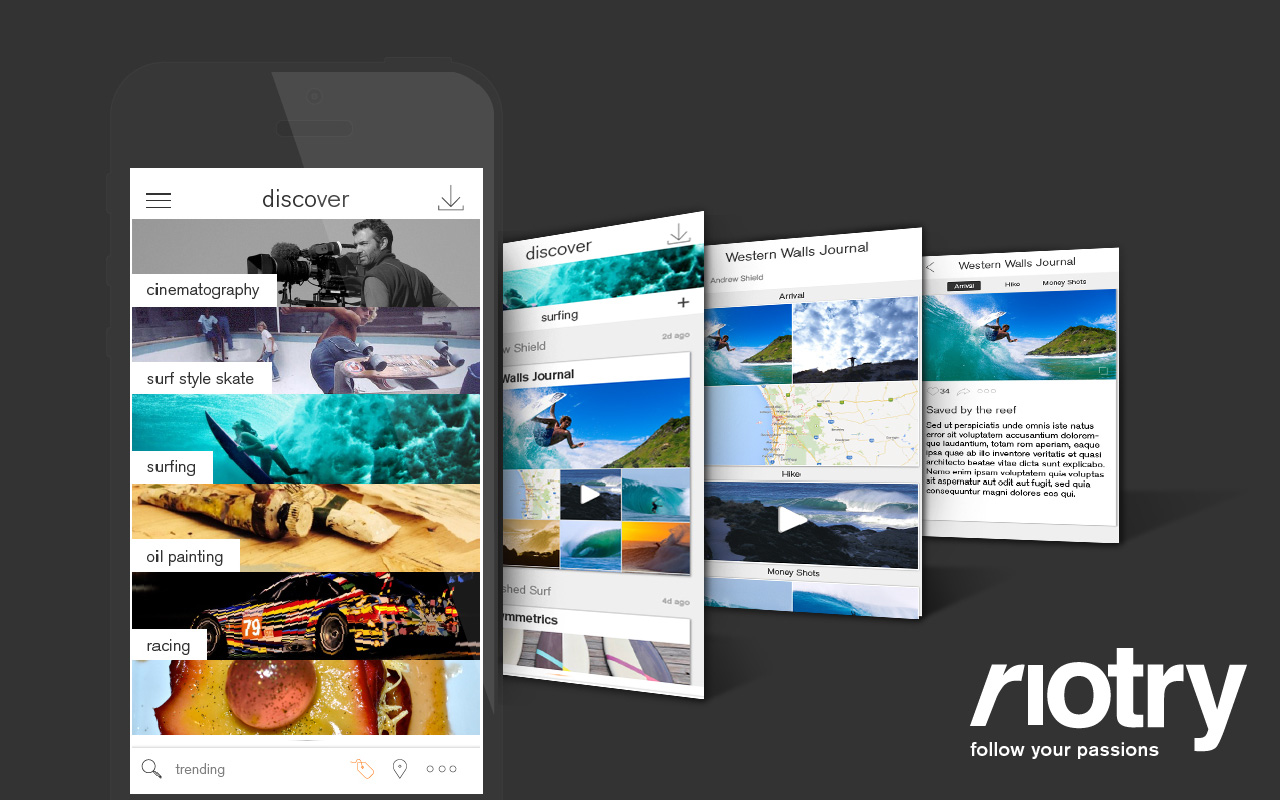 discover
cinematography
surf style skate
surfing
oil painting
79
racing
trending
discover
surfing
+
w Shield
2d ago
Walls Journal
shed Surf
4d ago
mmetrics
Western Walls Journal
Andrew Shield
Arrival
Hike
Money Shots
Western Walls Journal
Arrival Hike Money Shots
34
Saved by the reef
Sed ut perspiciatis unde omnis iste natus
error sit voluptatem accusantium dolorem-
que laudantium, totam rem aperiam, eaque
ipsa quae ab illo inventore veritatis et quasi
architecto beatae vitae dicta sunt explicabo.
Nemo enim ipsam voluptatem quia voluptas
sit aspernatur aut odit aut fugit, sed quia
consequuntur magni dolores eos qui.
riotry
follow your passions